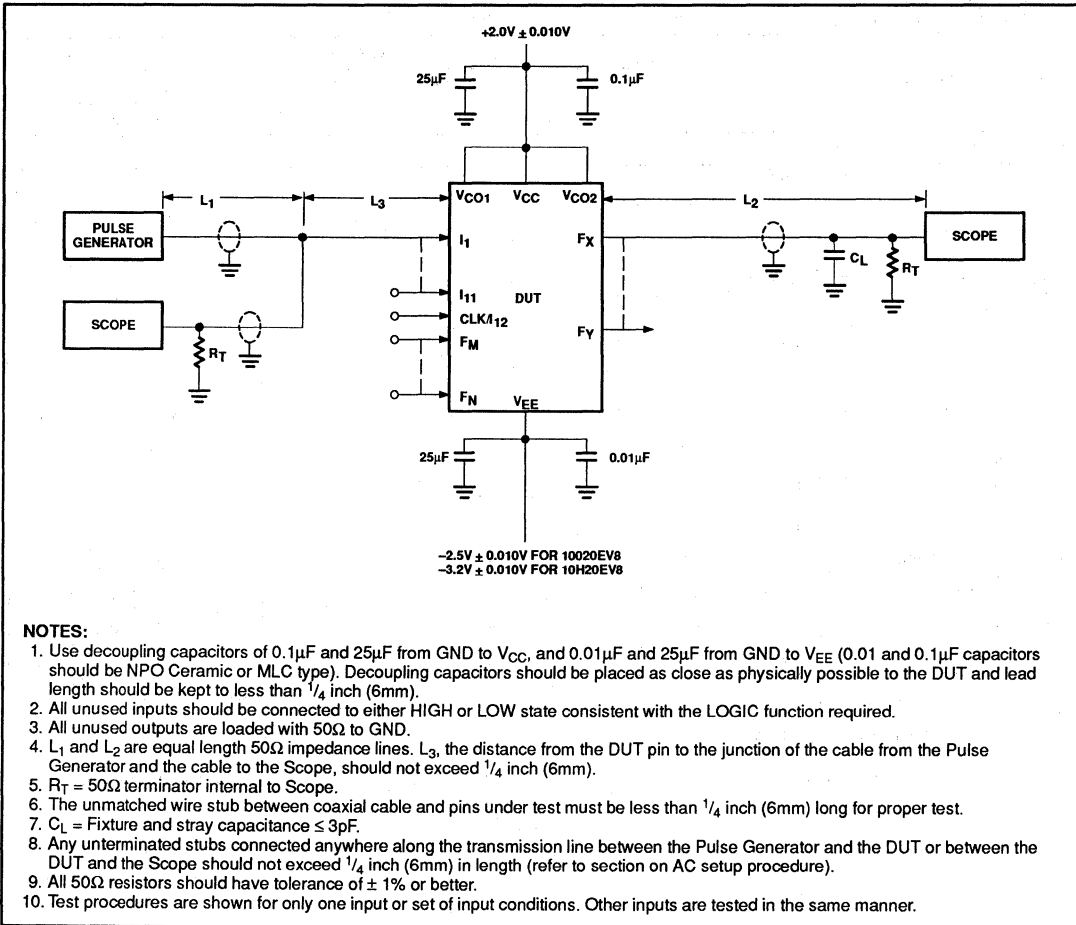 +2.0V ± 0.010V
25µF
0.1µF
L1
L3
VCO1
VCC
VCO2
L2
PULSE
GENERATOR
I1
FX
SCOPE
CL
RT
I11
DUT
SCOPE
CLK/I12
RT
FM
FY
FN
VEE
25µF
0.01µF
–2.5V ± 0.010V FOR 10020EV8
–3.2V ± 0.010V FOR 10H20EV8
NOTES:
1. Use decoupling capacitors of 0.1µF and 25µF from GND to VCC, and 0.01µF and 25µF from GND to VEE (0.01 and 0.1µF capacitors
should be NPO Ceramic or MLC type). Decoupling capacitors should be placed as close as physically possible to the DUT and lead
length should be kept to less than 1/4 inch (6mm).
2. All unused inputs should be connected to either HIGH or LOW state consistent with the LOGIC function required.
3. All unused outputs are loaded with 50Ω to GND.
4. L1 and L2 are equal length 50Ω impedance lines. L3, the distance from the DUT pin to the junction of the cable from the Pulse
Generator and the cable to the Scope, should not exceed 1/4 inch (6mm).
5. RT = 50Ω terminator internal to Scope.
6. The unmatched wire stub between coaxial cable and pins under test must be less than 1/4 inch (6mm) long for proper test.
7. CL = Fixture and stray capacitance ≤ 3pF.
8. Any unterminated stubs connected anywhere along the transmission line between the Pulse Generator and the DUT or between the
DUT and the Scope should not exceed 1/4 inch (6mm) in length (refer to section on AC setup procedure).
9. All 50Ω resistors should have tolerance of ± 1% or better.
10. Test procedures are shown for only one input or set of input conditions. Other inputs are tested in the same manner.